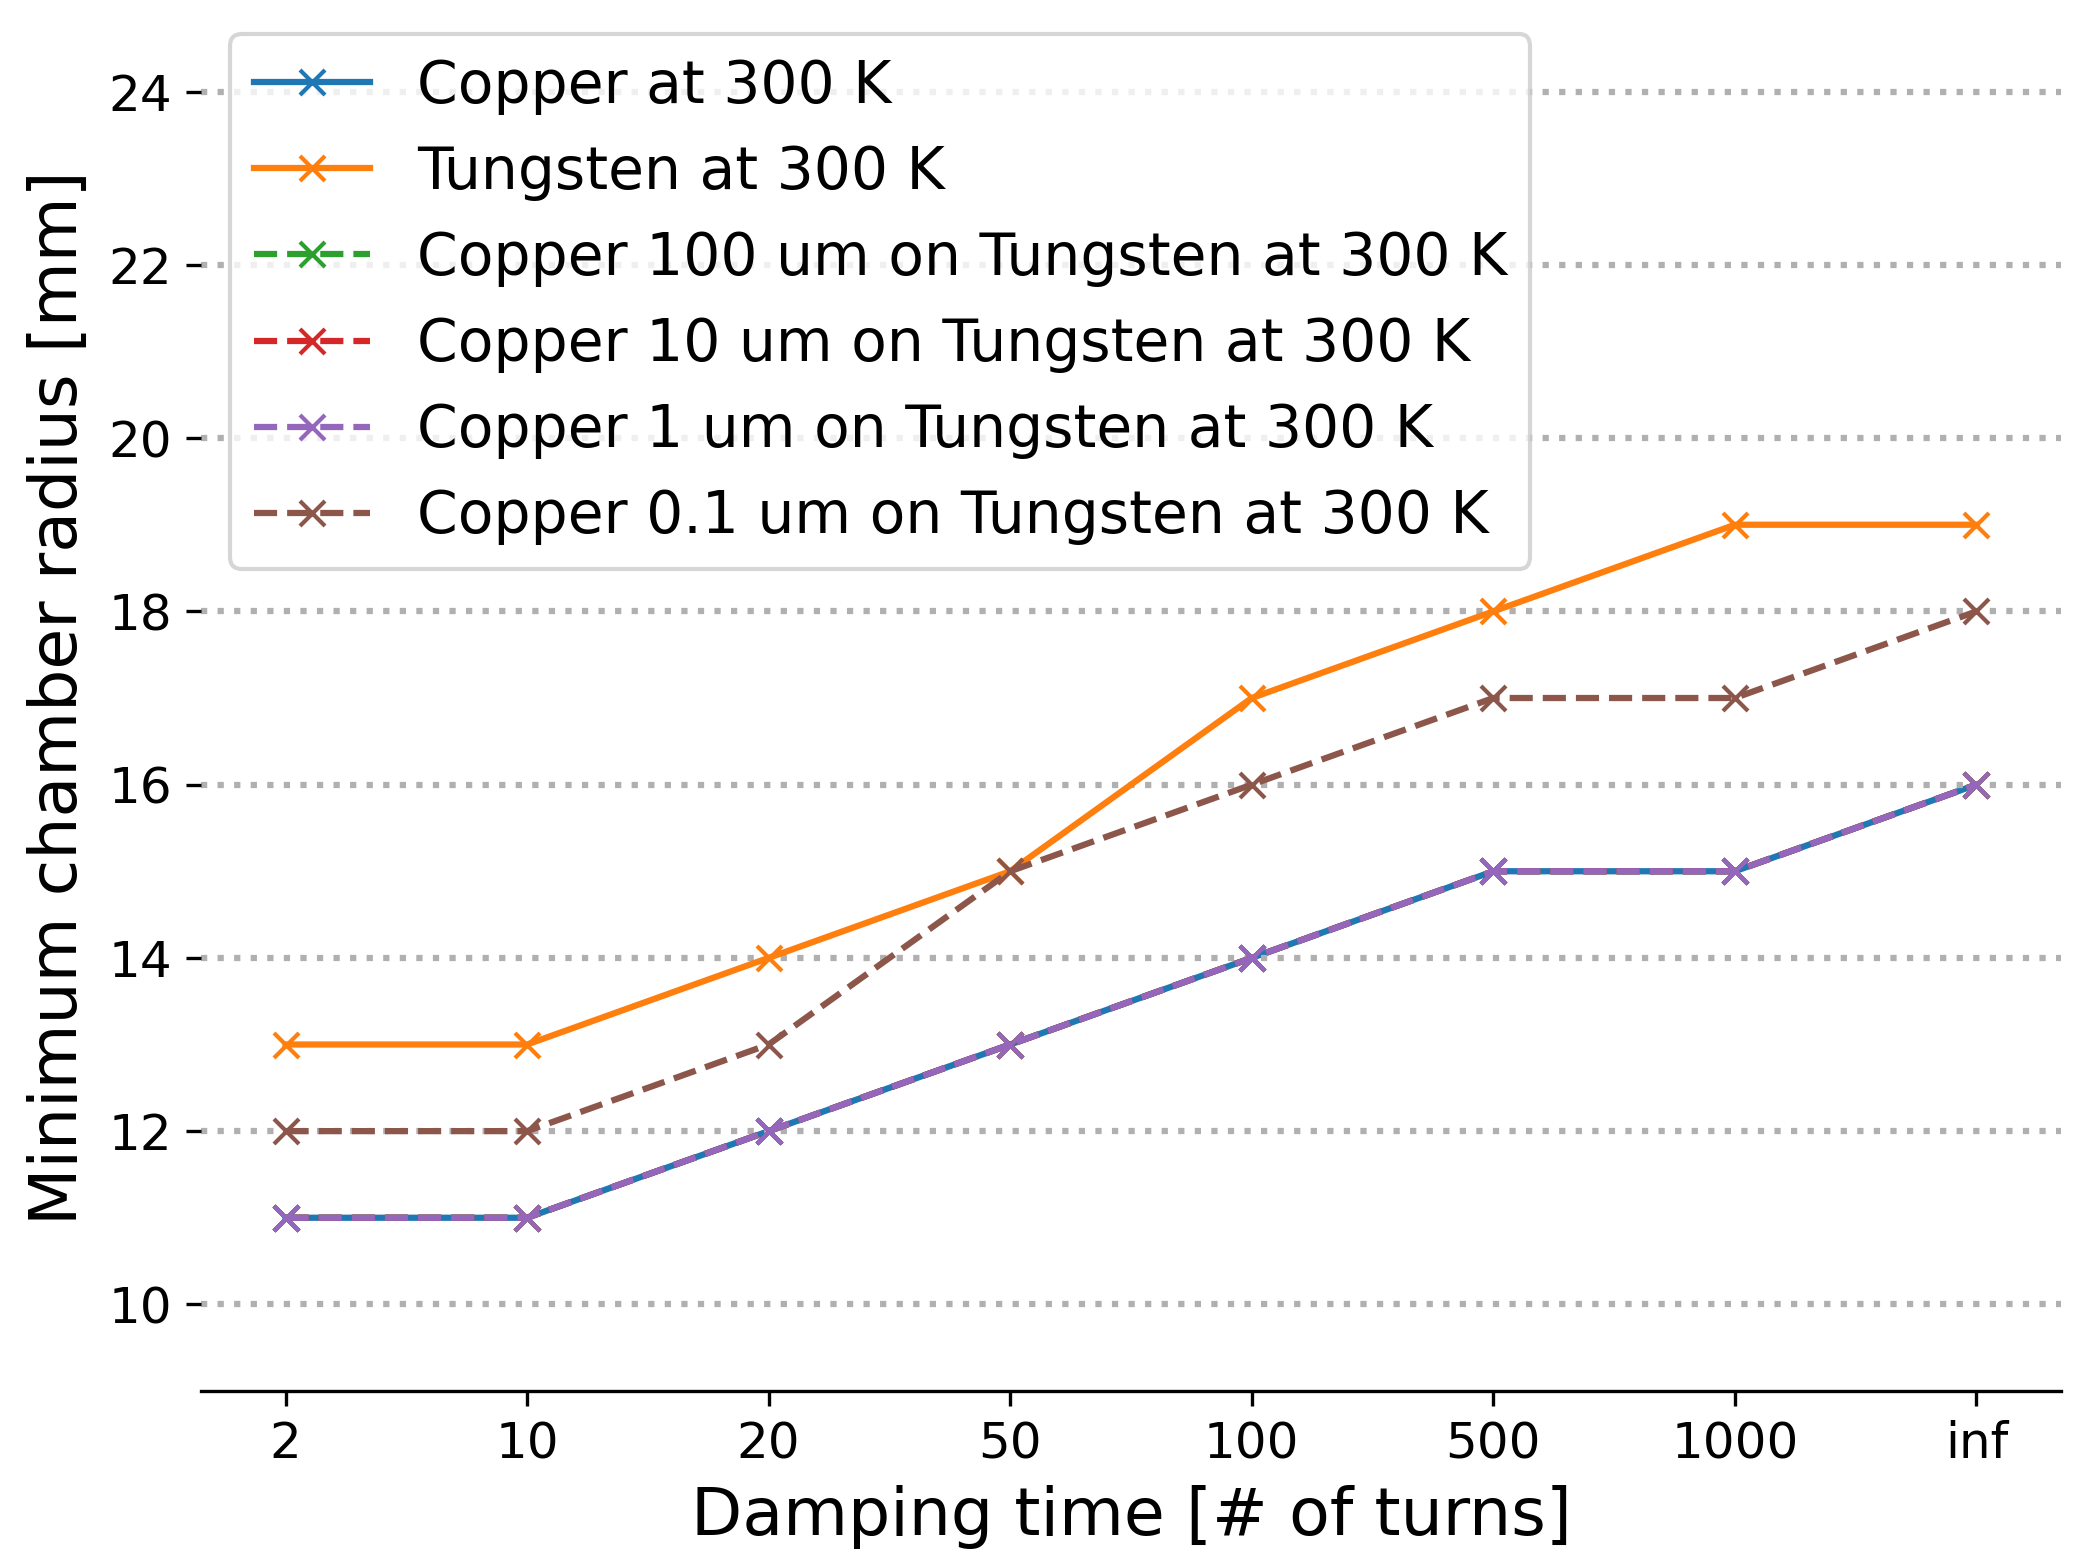 Copper at 300 K
Tungsten at 300 K
Copper 100 um on Tungsten at 300 K
Copper 10 um on Tungsten at 300 K
Copper 1 um on Tungsten at 300 K
Copper 0.1 um on Tungsten at 300 K
Minimum chamber radius [mm]
24
22
20
18
16
14
12
10
2 10 20 50 100 500 1000 inf
Damping time [# of turns]